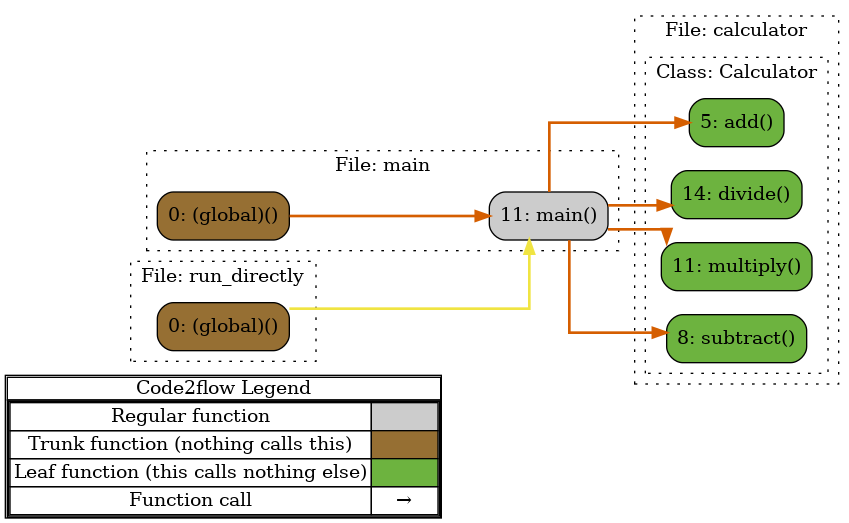 File: calculator
Class: Calculator
5: add()
File: main
0: (global)()
11: main()
14: divide()
11: multiply()
File: run_directly
0: (global)()
8: subtract()
Code2flow Legend
Regular function
Trunk function (nothing calls this)
Leaf function (this calls nothing else)
Function call →